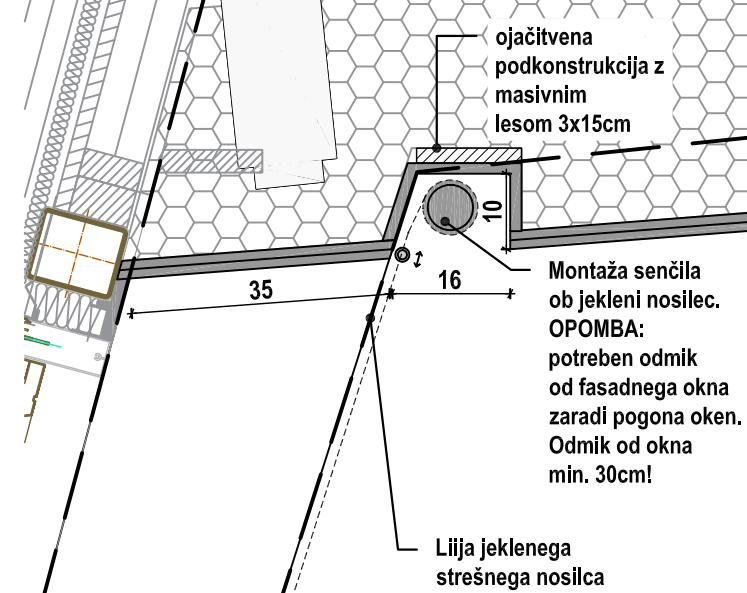 ojačitvena
podkonstrukcija z
masivnim
lesom 3x15cm
10
35
16
Montaža senčila
ob jekleni nosilec.
OPOMBA:
potreben odmik
od fasadnega okna
zaradi pogona oken.
Odmik od okna
min. 30cm!
Liija jeklenega
strešnega nosilca